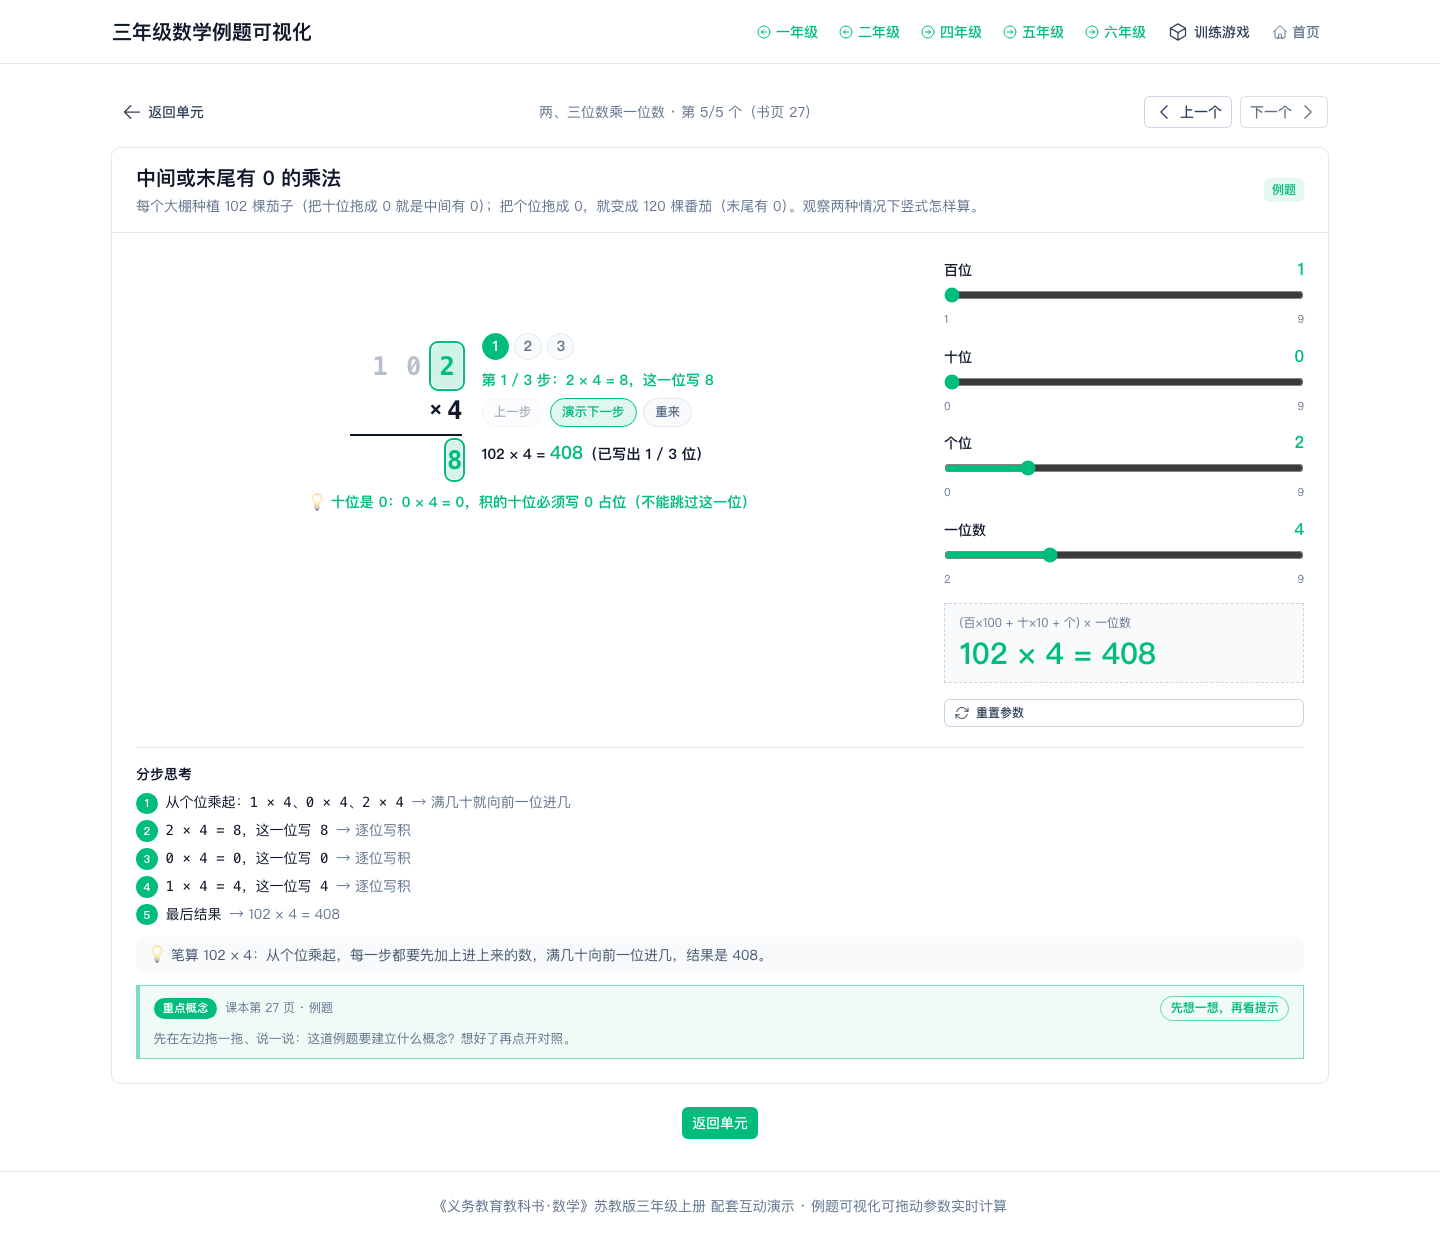 三年级数学例题可视化
一年级 二年级 四年级 五年级 六年级 训练游戏 首页
返回单元
两、三位数乘一位数 · 第 5/5 个（书页 27）
上一个 下一个
中间或末尾有 0 的乘法
每个大棚种植 102 棵茄子（把十位拖成 0 就是中间有 0）；把个位拖成 0，就变成 120 棵番茄（末尾有 0）。观察两种情况下竖式怎样算。
例题
1 0 2
× 4
8
1 2 3
第 1 / 3 步：2 × 4 = 8，这一位写 8
上一步 演示下一步 重来
102 × 4 = 408（已写出 1 / 3 位）
💡 十位是 0：0 × 4 = 0，积的十位必须写 0 占位（不能跳过这一位）
百位 1
1 9
十位 0
0 9
个位 2
0 9
一位数 4
2 9
(百×100 + 十×10 + 个) × 一位数
102 × 4 = 408
重置参数
分步思考
1 从个位乘起：1 × 4、0 × 4、2 × 4 → 满几十就向前一位进几
2 2 × 4 = 8，这一位写 8 → 逐位写积
3 0 × 4 = 0，这一位写 0 → 逐位写积
4 1 × 4 = 4，这一位写 4 → 逐位写积
5 最后结果 → 102 × 4 = 408
💡 笔算 102 × 4：从个位乘起，每一步都要先加上进上来的数，满几十向前一位进几，结果是 408。
重点概念 课本第 27 页 · 例题
先想一想，再看提示
先在左边拖一拖、说一说：这道例题要建立什么概念？想好了再点开对照。
返回单元
《义务教育教科书·数学》苏教版三年级上册 配套互动演示 · 例题可视化可拖动参数实时计算